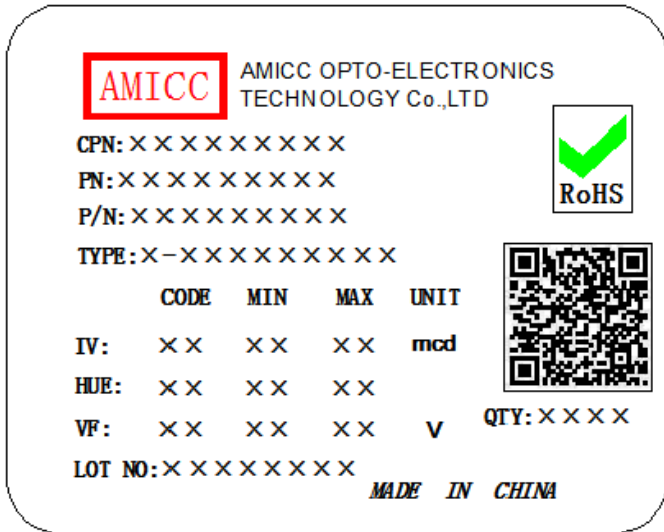 AMICC
AMICC OPTO-ELECTRONICS
TECHNOLOGY Co.,LTD
CPN:×××××××××
PN:×××××××××
P/N:×××××××××
RoHS
TYPE:×-×××××××××
CODE MIN MAX UNIT
IV: ×× ×× ×× mcd
HUE: ×× ×× ××
VF: ×× ×× ×× V
QTY:××××
LOT NO:××××××××
MADE IN CHINA